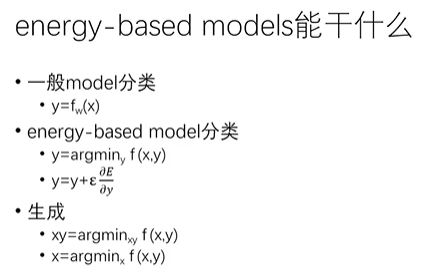 energy-based models能干什么
• 一般model分类
• y=fw(x)
• energy-based model分类
• y=argminy f (x,y)
• y=y+ε∂E/∂y
• 生成
• xy=argminxy f (x,y)
• x=argminx f (x,y)